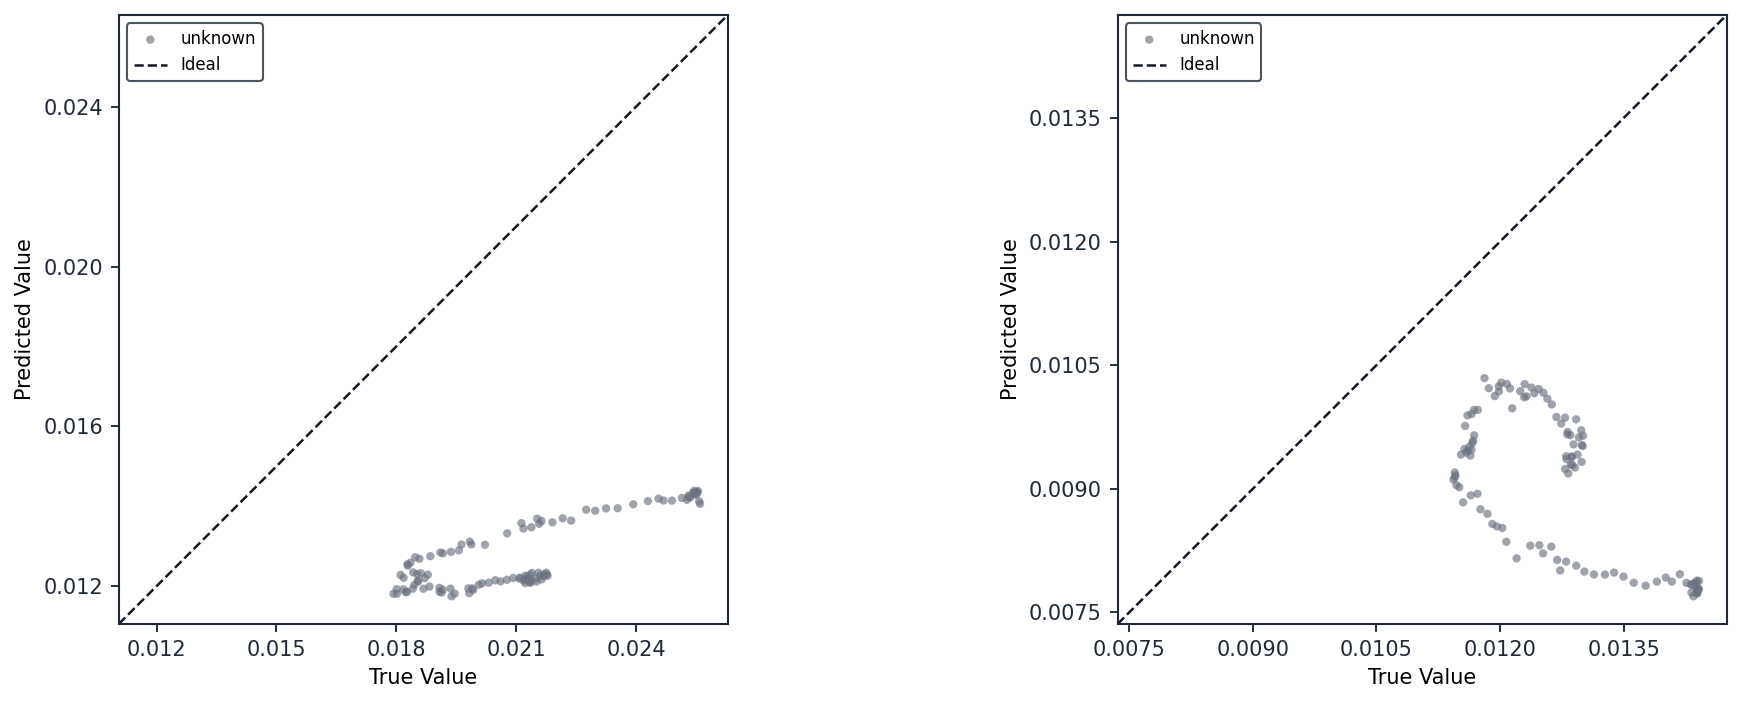 unknown
Ideal
0.024
0.020
0.016
0.012
Predicted Value
0.012 0.015 0.018 0.021 0.024
True Value
unknown
Ideal
0.0135
0.0120
0.0105
0.0090
0.0075
Predicted Value
0.0075 0.0090 0.0105 0.0120 0.0135
True Value